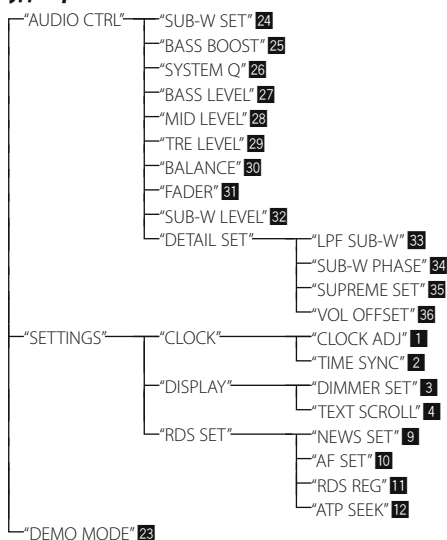 “AUDIO CTRL” “SUB-W SET” 24
“BASS BOOST” 25
“SYSTEM Q” 26
“BASS LEVEL” 27
“MID LEVEL” 28
“TRE LEVEL” 29
“BALANCE” 30
“FADER” 31
“SUB-W LEVEL” 32
“DETAIL SET” “LPF SUB-W” 33
“SUB-W PHASE” 34
“SUPREME SET” 35
“VOL OFFSET” 36
“SETTINGS” “CLOCK” “CLOCK ADJ” 1
“TIME SYNC” 2
“DISPLAY” “DIMMER SET” 3
“TEXT SCROLL” 4
“RDS SET” “NEWS SET” 9
“AF SET” 10
“RDS REG” 11
“ATP SEEK” 12
“DEMO MODE” 23